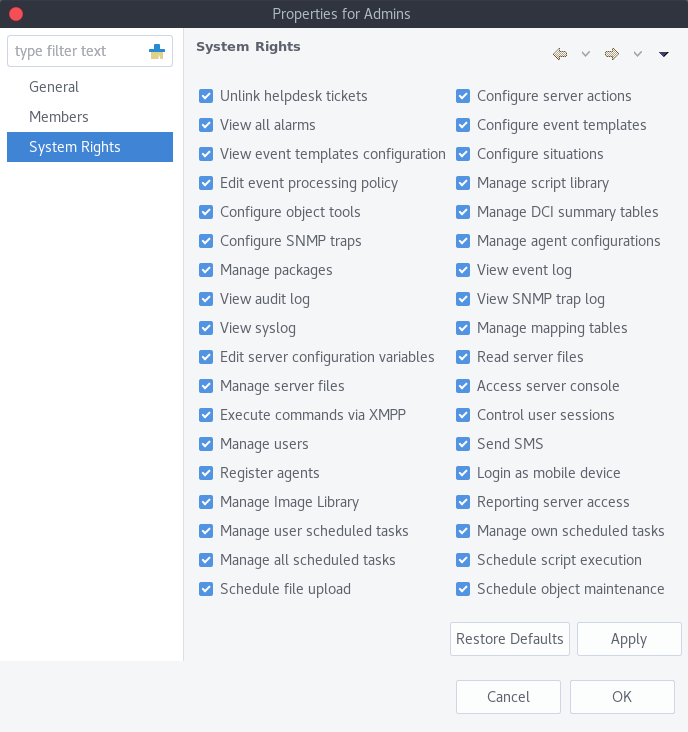 Properties for Admins
type filter text
General
Members
System Rights
System Rights
Unlink helpdesk tickets
Configure server actions
View all alarms
Configure event templates
View event templates configuration
Configure situations
Edit event processing policy
Manage script library
Configure object tools
Manage DCI summary tables
Configure SNMP traps
Manage agent configurations
Manage packages
View event log
View audit log
View SNMP trap log
View syslog
Manage mapping tables
Edit server configuration variables
Read server files
Manage server files
Access server console
Execute commands via XMPP
Control user sessions
Manage users
Send SMS
Register agents
Login as mobile device
Manage Image Library
Reporting server access
Manage user scheduled tasks
Manage own scheduled tasks
Manage all scheduled tasks
Schedule script execution
Schedule file upload
Schedule object maintenance
Restore Defaults
Apply
Cancel
OK